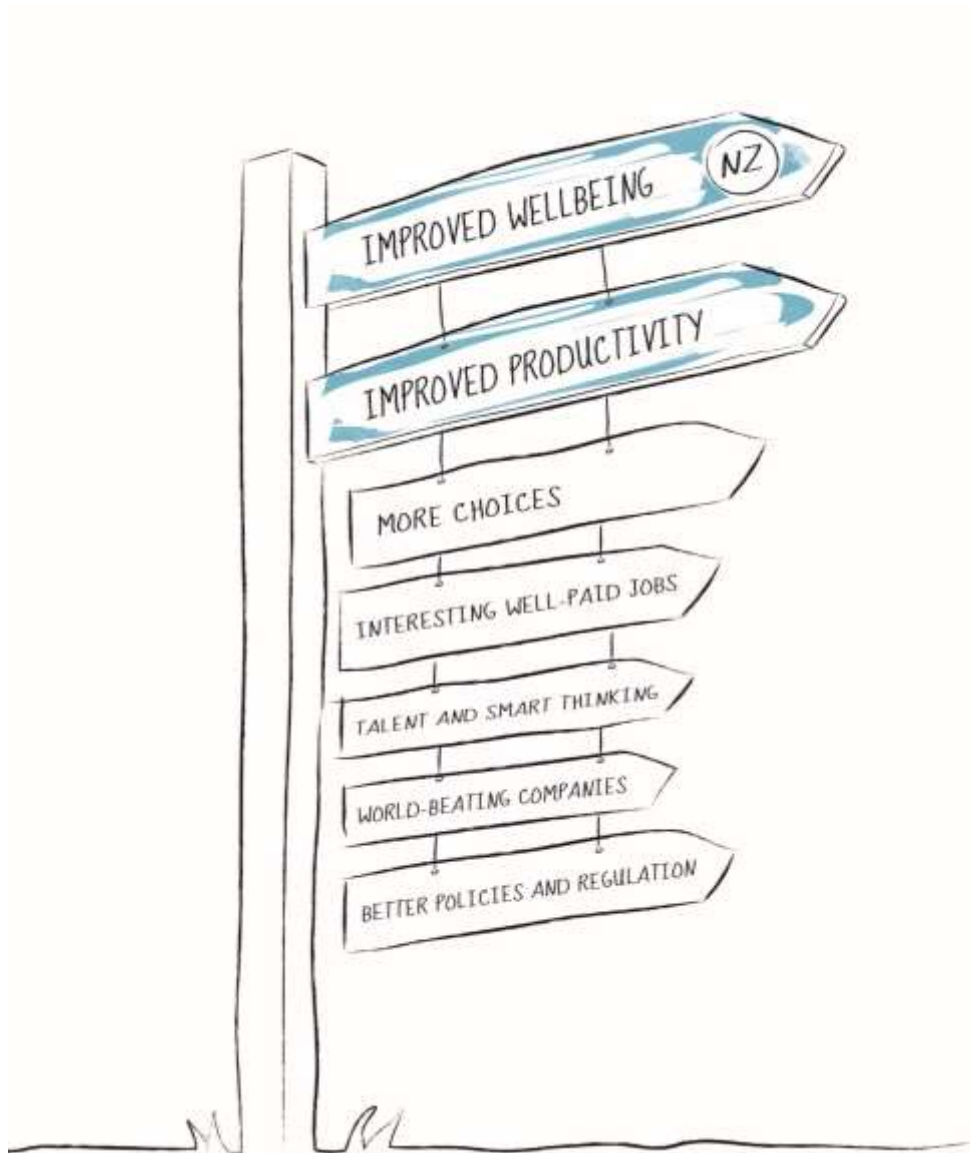 NZ
IMPROVED WELLBEING
IMPROVED PRODUCTIVITY
MORE CHOICES
INTERESTING WELL-PAID JOBS
TALENT AND SMART THINKING
WORLD-BEATING COMPANIES
BETTER POLICIES AND REGULATION